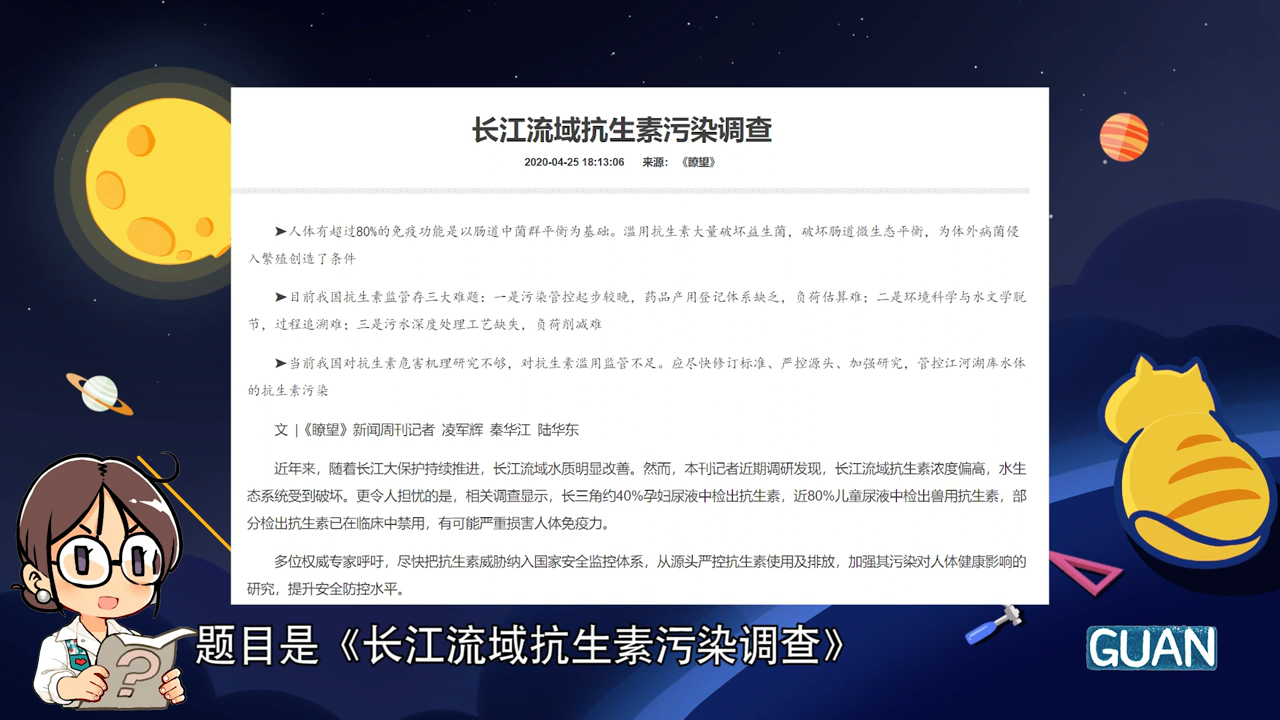 长江流域抗生素污染调查
2020-04-25 18:13:06 来源：《瞭望》
➤人体有超过80%的免疫功能是以肠道中菌群平衡为基础。滥用抗生素大量破坏益生菌，破坏肠道微生态平衡，为体外病菌侵
入繁殖创造了条件
➤目前我国抗生素监管存三大难题：一是污染管控起步较晚，药品产用登记体系缺乏，负荷估算难；二是环境科学与水文学脱
节，过程追溯难；三是污水深度处理工艺缺失，负荷削减难
➤当前我国对抗生素危害机理研究不够，对抗生素滥用监管不足。应尽快修订标准、严控源头、加强研究，管控江河湖库水体
的抗生素污染
文 |《瞭望》新闻周刊记者 凌军辉 秦华江 陆华东
近年来，随着长江大保护持续推进，长江流域水质明显改善。然而，本刊记者近期调研发现，长江流域抗生素浓度偏高，水生
态系统受到破坏。更令人担忧的是，相关调查显示，长三角约40%孕妇尿液中检出抗生素，近80%儿童尿液中检出兽用抗生素，部
分检出抗生素已在临床中禁用，有可能严重损害人体免疫力。
多位权威专家呼吁，尽快把抗生素威胁纳入国家安全监控体系，从源头严控抗生素使用及排放，加强其污染对人体健康影响的
研究，提升安全防控水平。
?
题目是《长江流域抗生素污染调查》
GUAN